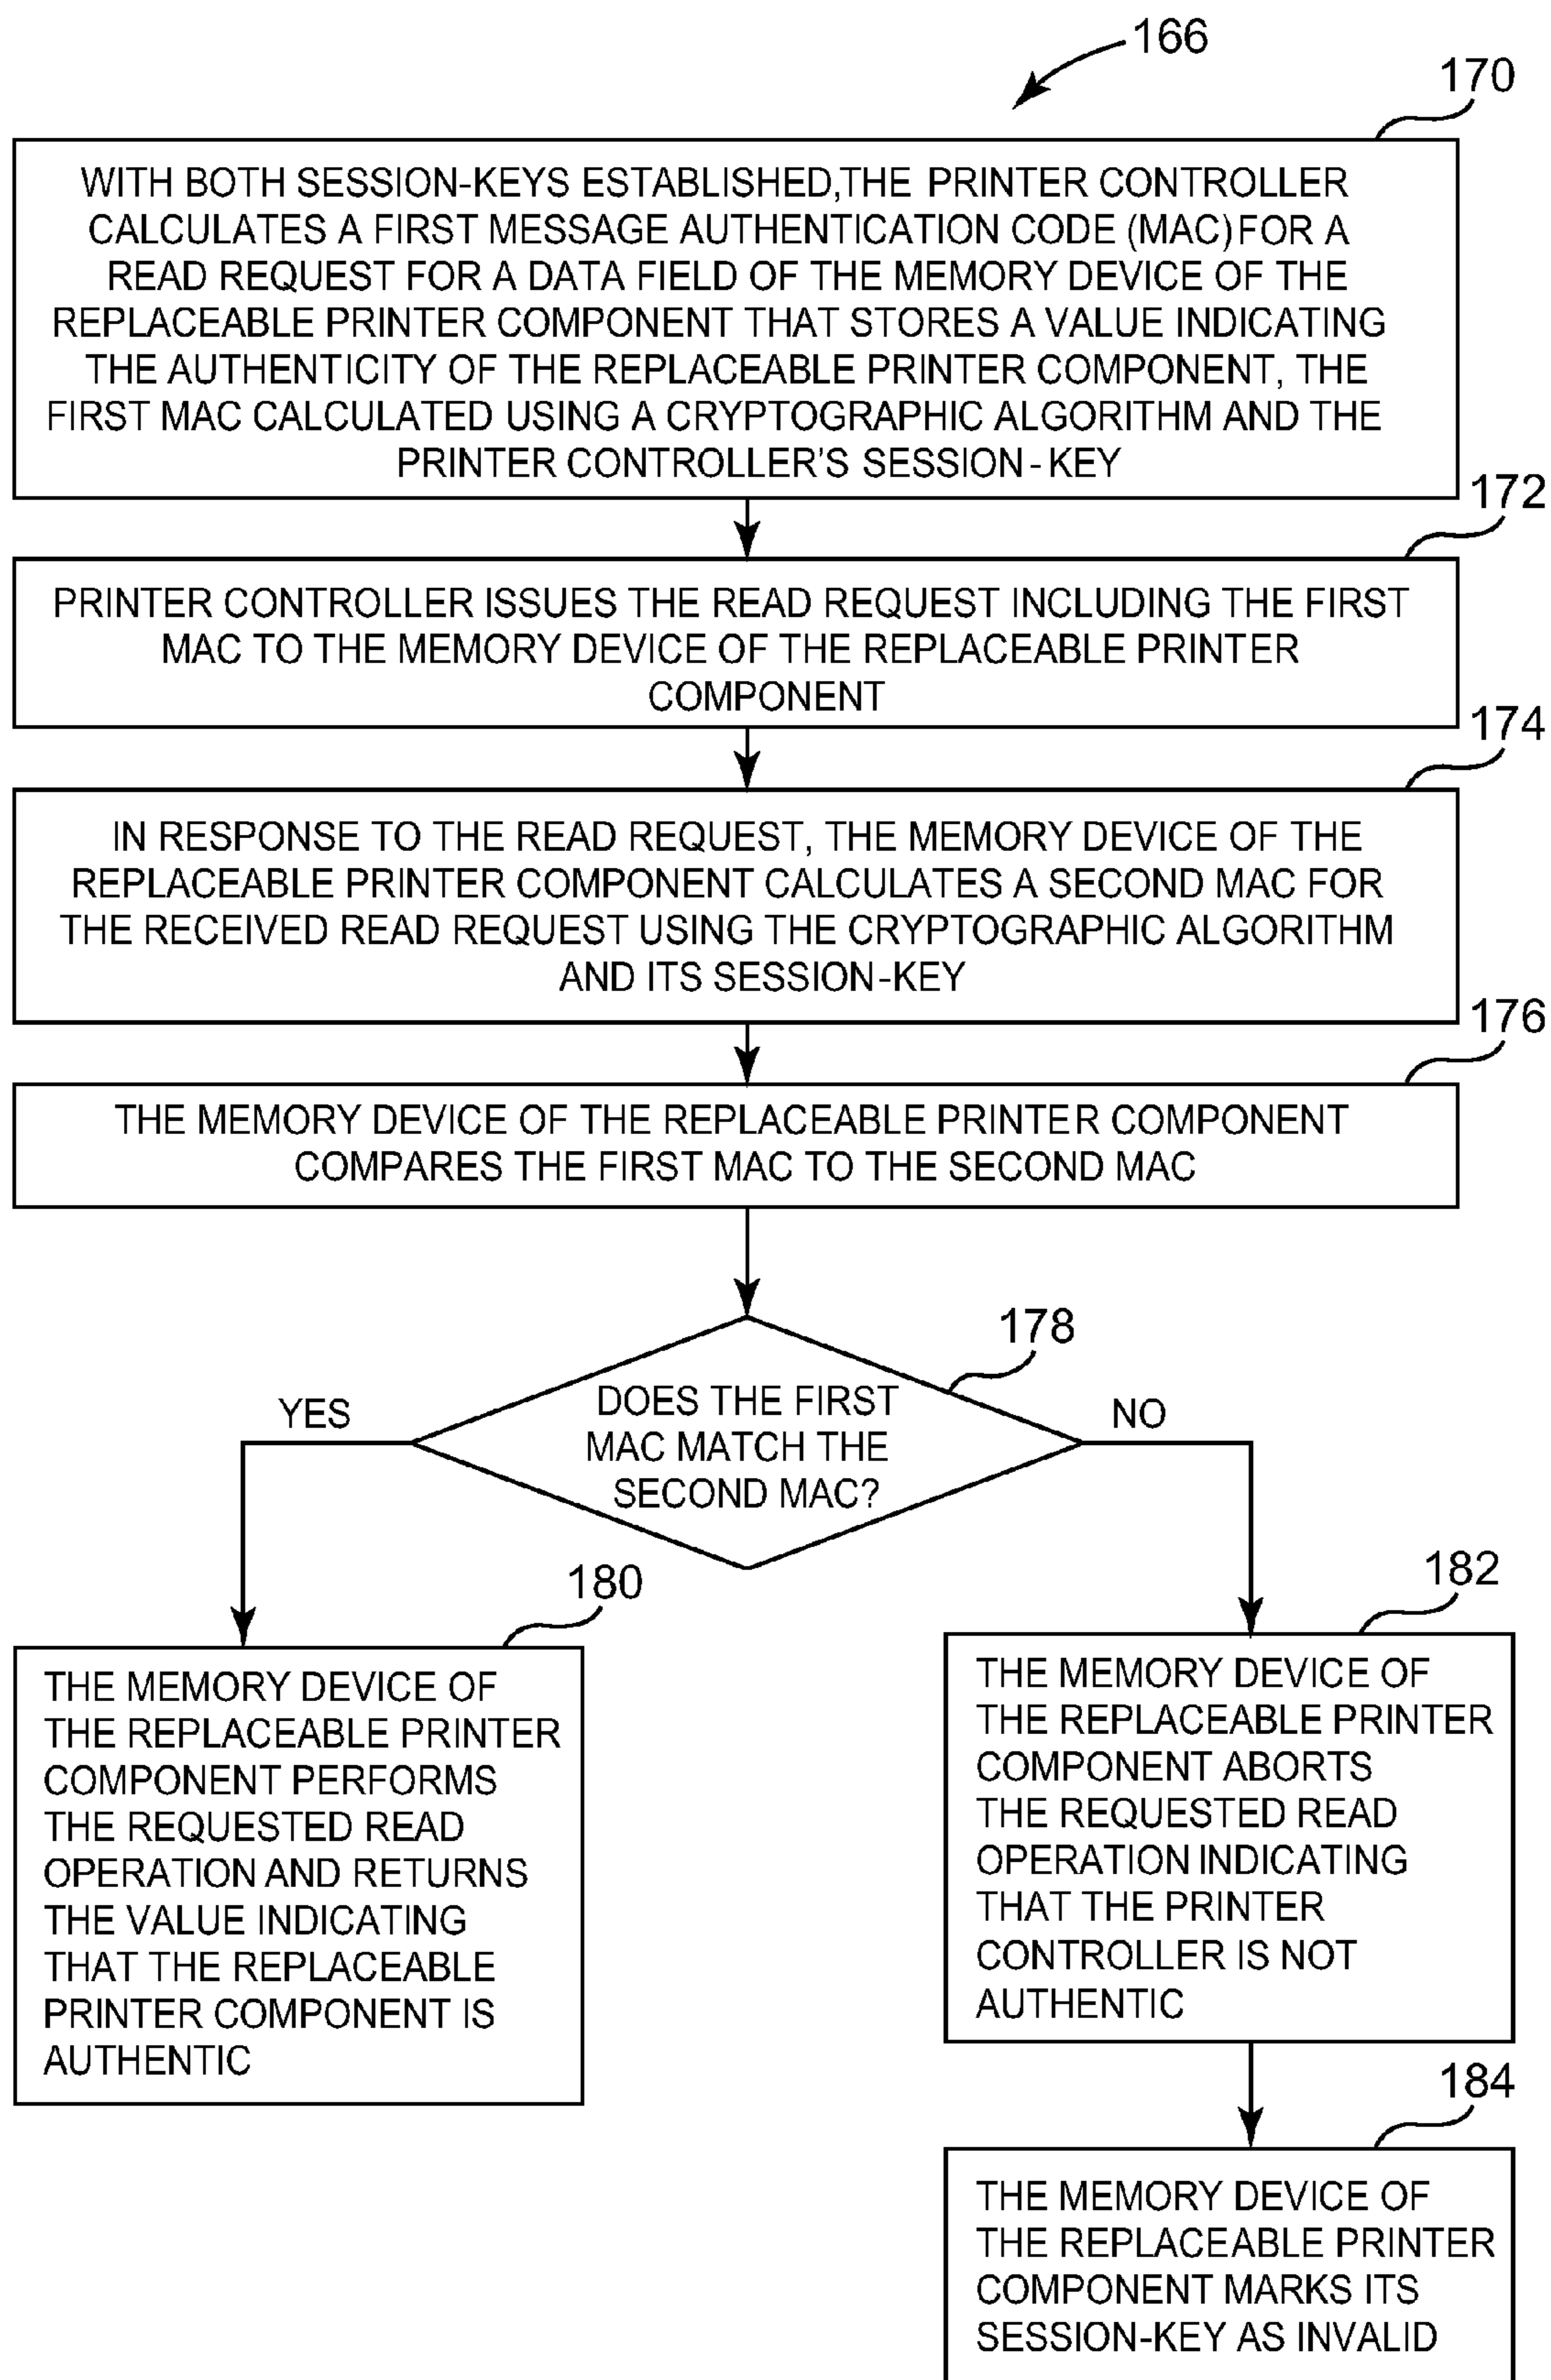 166
170
WITH BOTH SESSION-KEYS ESTABLISHED,THE PRINTER CONTROLLER
CALCULATES A FIRST MESSAGE AUTHENTICATION CODE (MAC) FOR A
READ REQUEST FOR A DATA FIELD OF THE MEMORY DEVICE OF THE
REPLACEABLE PRINTER COMPONENT THAT STORES A VALUE INDICATING
THE AUTHENTICITY OF THE REPLACEABLE PRINTER COMPONENT, THE
FIRST MAC CALCULATED USING A CRYPTOGRAPHIC ALGORITHM AND THE
PRINTER CONTROLLER'S SESSION-KEY
172
PRINTER CONTROLLER ISSUES THE READ REQUEST INCLUDING THE FIRST
MAC TO THE MEMORY DEVICE OF THE REPLACEABLE PRINTER
COMPONENT
174
IN RESPONSE TO THE READ REQUEST, THE MEMORY DEVICE OF THE
REPLACEABLE PRINTER COMPONENT CALCULATES A SECOND MAC FOR
THE RECEIVED READ REQUEST USING THE CRYPTOGRAPHIC ALGORITHM
AND ITS SESSION-KEY
176
THE MEMORY DEVICE OF THE REPLACEABLE PRINTER COMPONENT
COMPARES THE FIRST MAC TO THE SECOND MAC
178
DOES THE FIRST
MAC MATCH THE
SECOND MAC?
YES
NO
180
THE MEMORY DEVICE OF
THE REPLACEABLE PRINTER
COMPONENT PERFORMS
THE REQUESTED READ
OPERATION AND RETURNS
THE VALUE INDICATING
THAT THE REPLACEABLE
PRINTER COMPONENT IS
AUTHENTIC
182
THE MEMORY DEVICE OF
THE REPLACEABLE PRINTER
COMPONENT ABORTS
THE REQUESTED READ
OPERATION INDICATING
THAT THE PRINTER
CONTROLLER IS NOT
AUTHENTIC
184
THE MEMORY DEVICE OF
THE REPLACEABLE PRINTER
COMPONENT MARKS ITS
SESSION-KEY AS INVALID